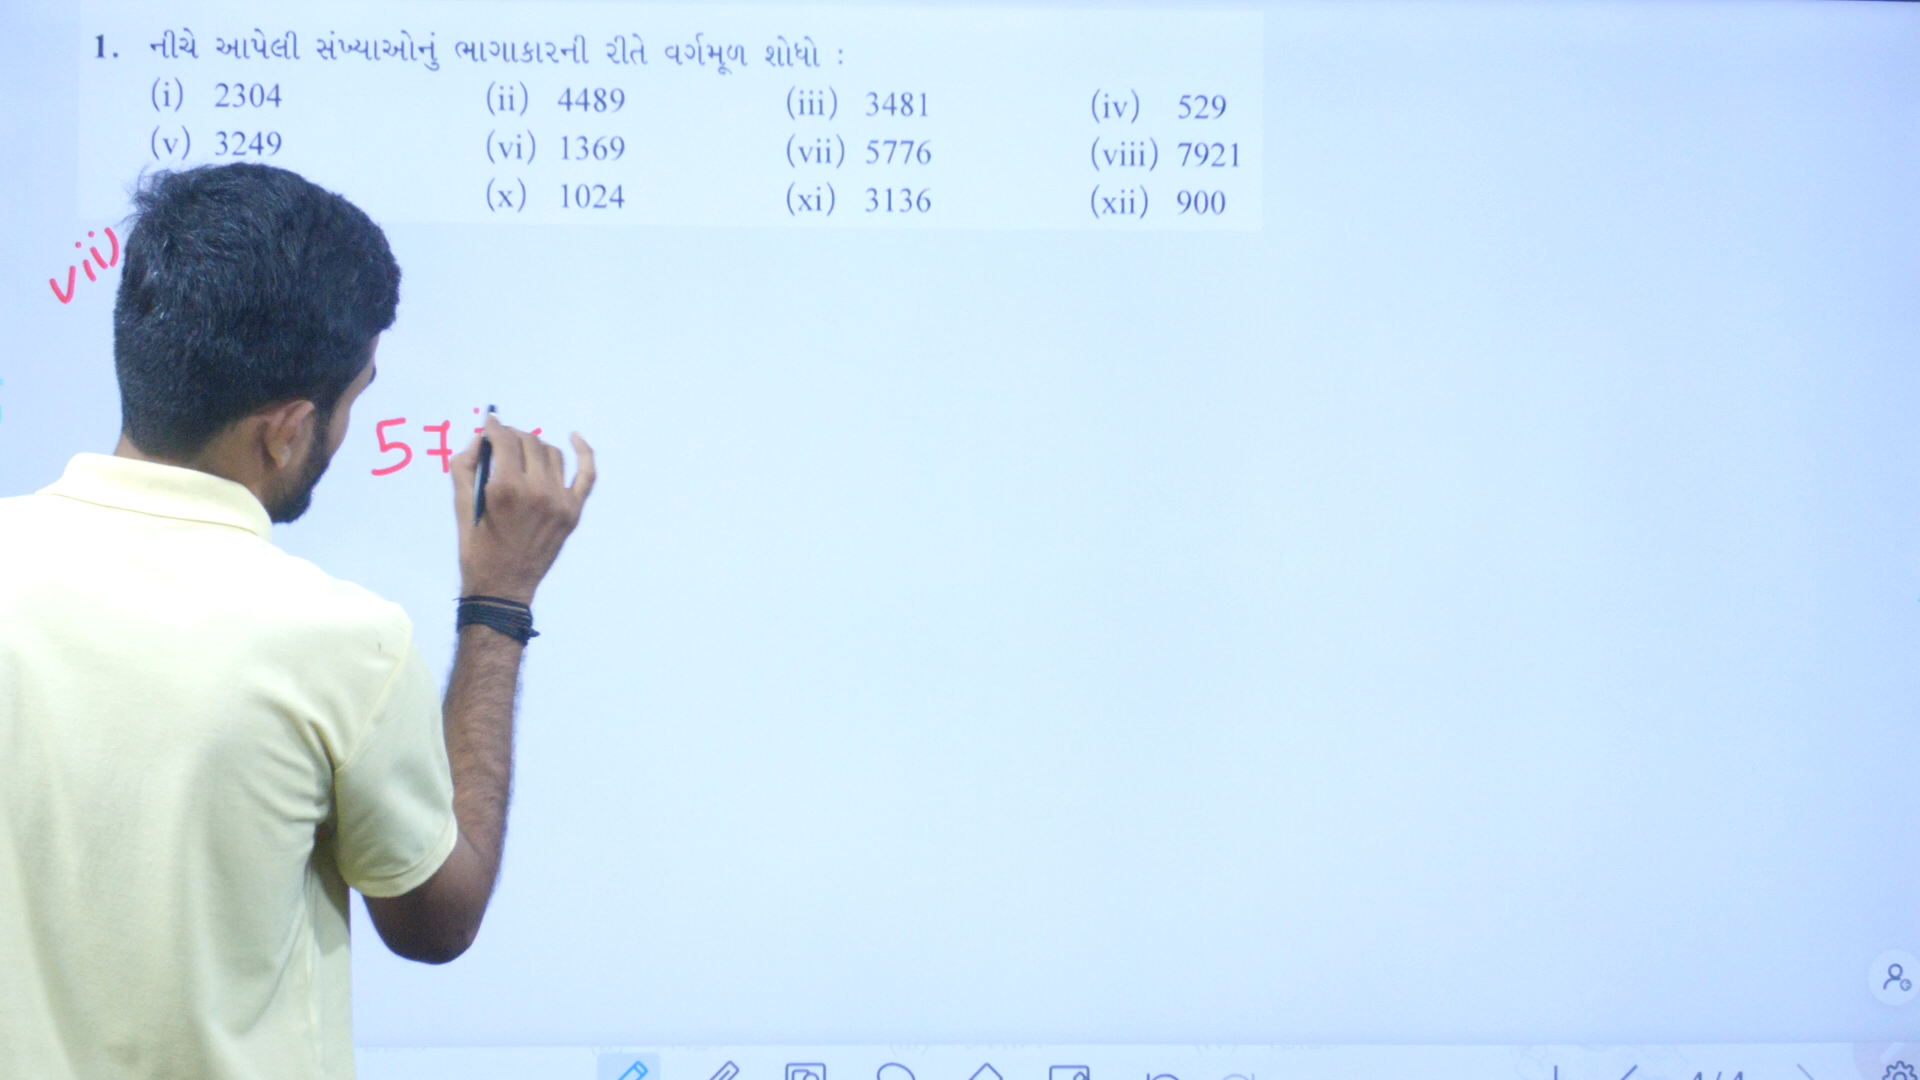 1. નીચે આપેલી સંખ્યાઓનું ભાગાકારની રીતે વર્ગમૂળ શોધો :
(i) 2304 (ii) 4489 (iii) 3481 (iv) 529
(v) 3249 (vi) 1369 (vii) 5776 (viii) 7921
(x) 1024 (xi) 3136 (xii) 900
vii)
57